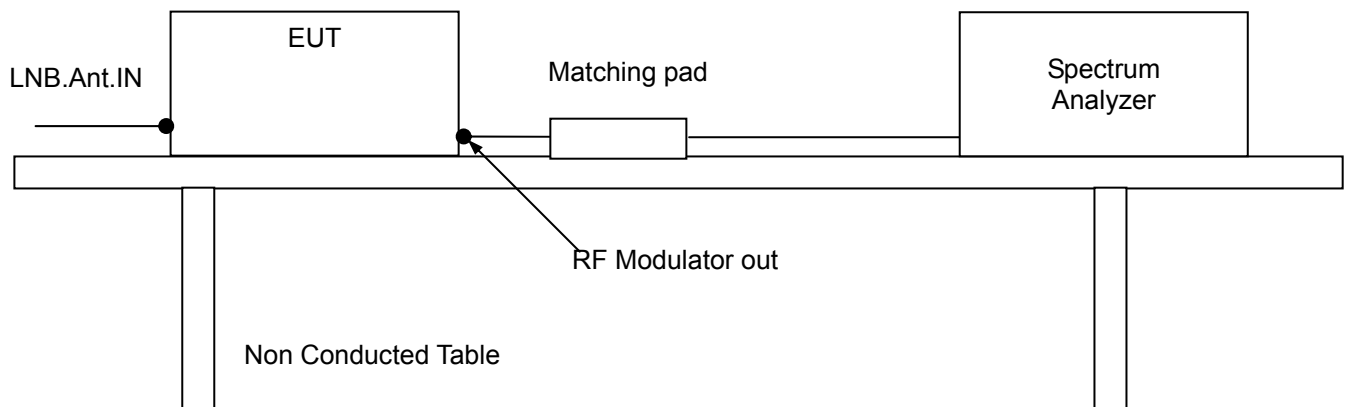 EUT
LNB.Ant.IN
Matching pad
Spectrum
Analyzer
RF Modulator out
Non Conducted Table